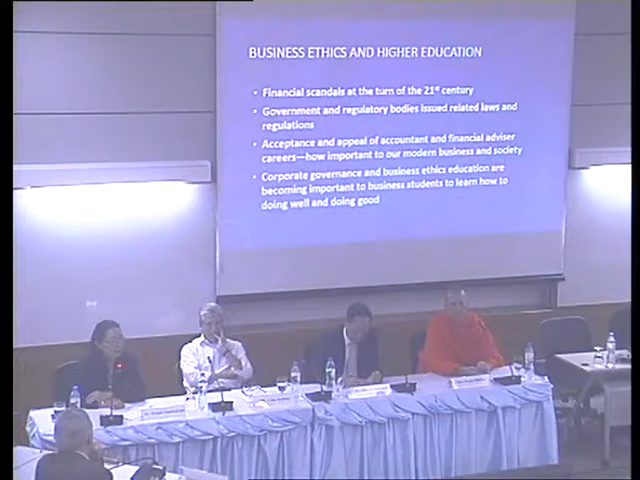 BUSINESS ETHICS AND HIGHER EDUCATION
• Financial scandals at the turn of the 21st century
• Government and regulatory bodies issued related laws and
regulations
• Acceptance and appeal of accountant and financial adviser
careers—how important to our modern business and society
• Corporate governance and business ethics education are
becoming important to business students to learn how to
doing well and doing good